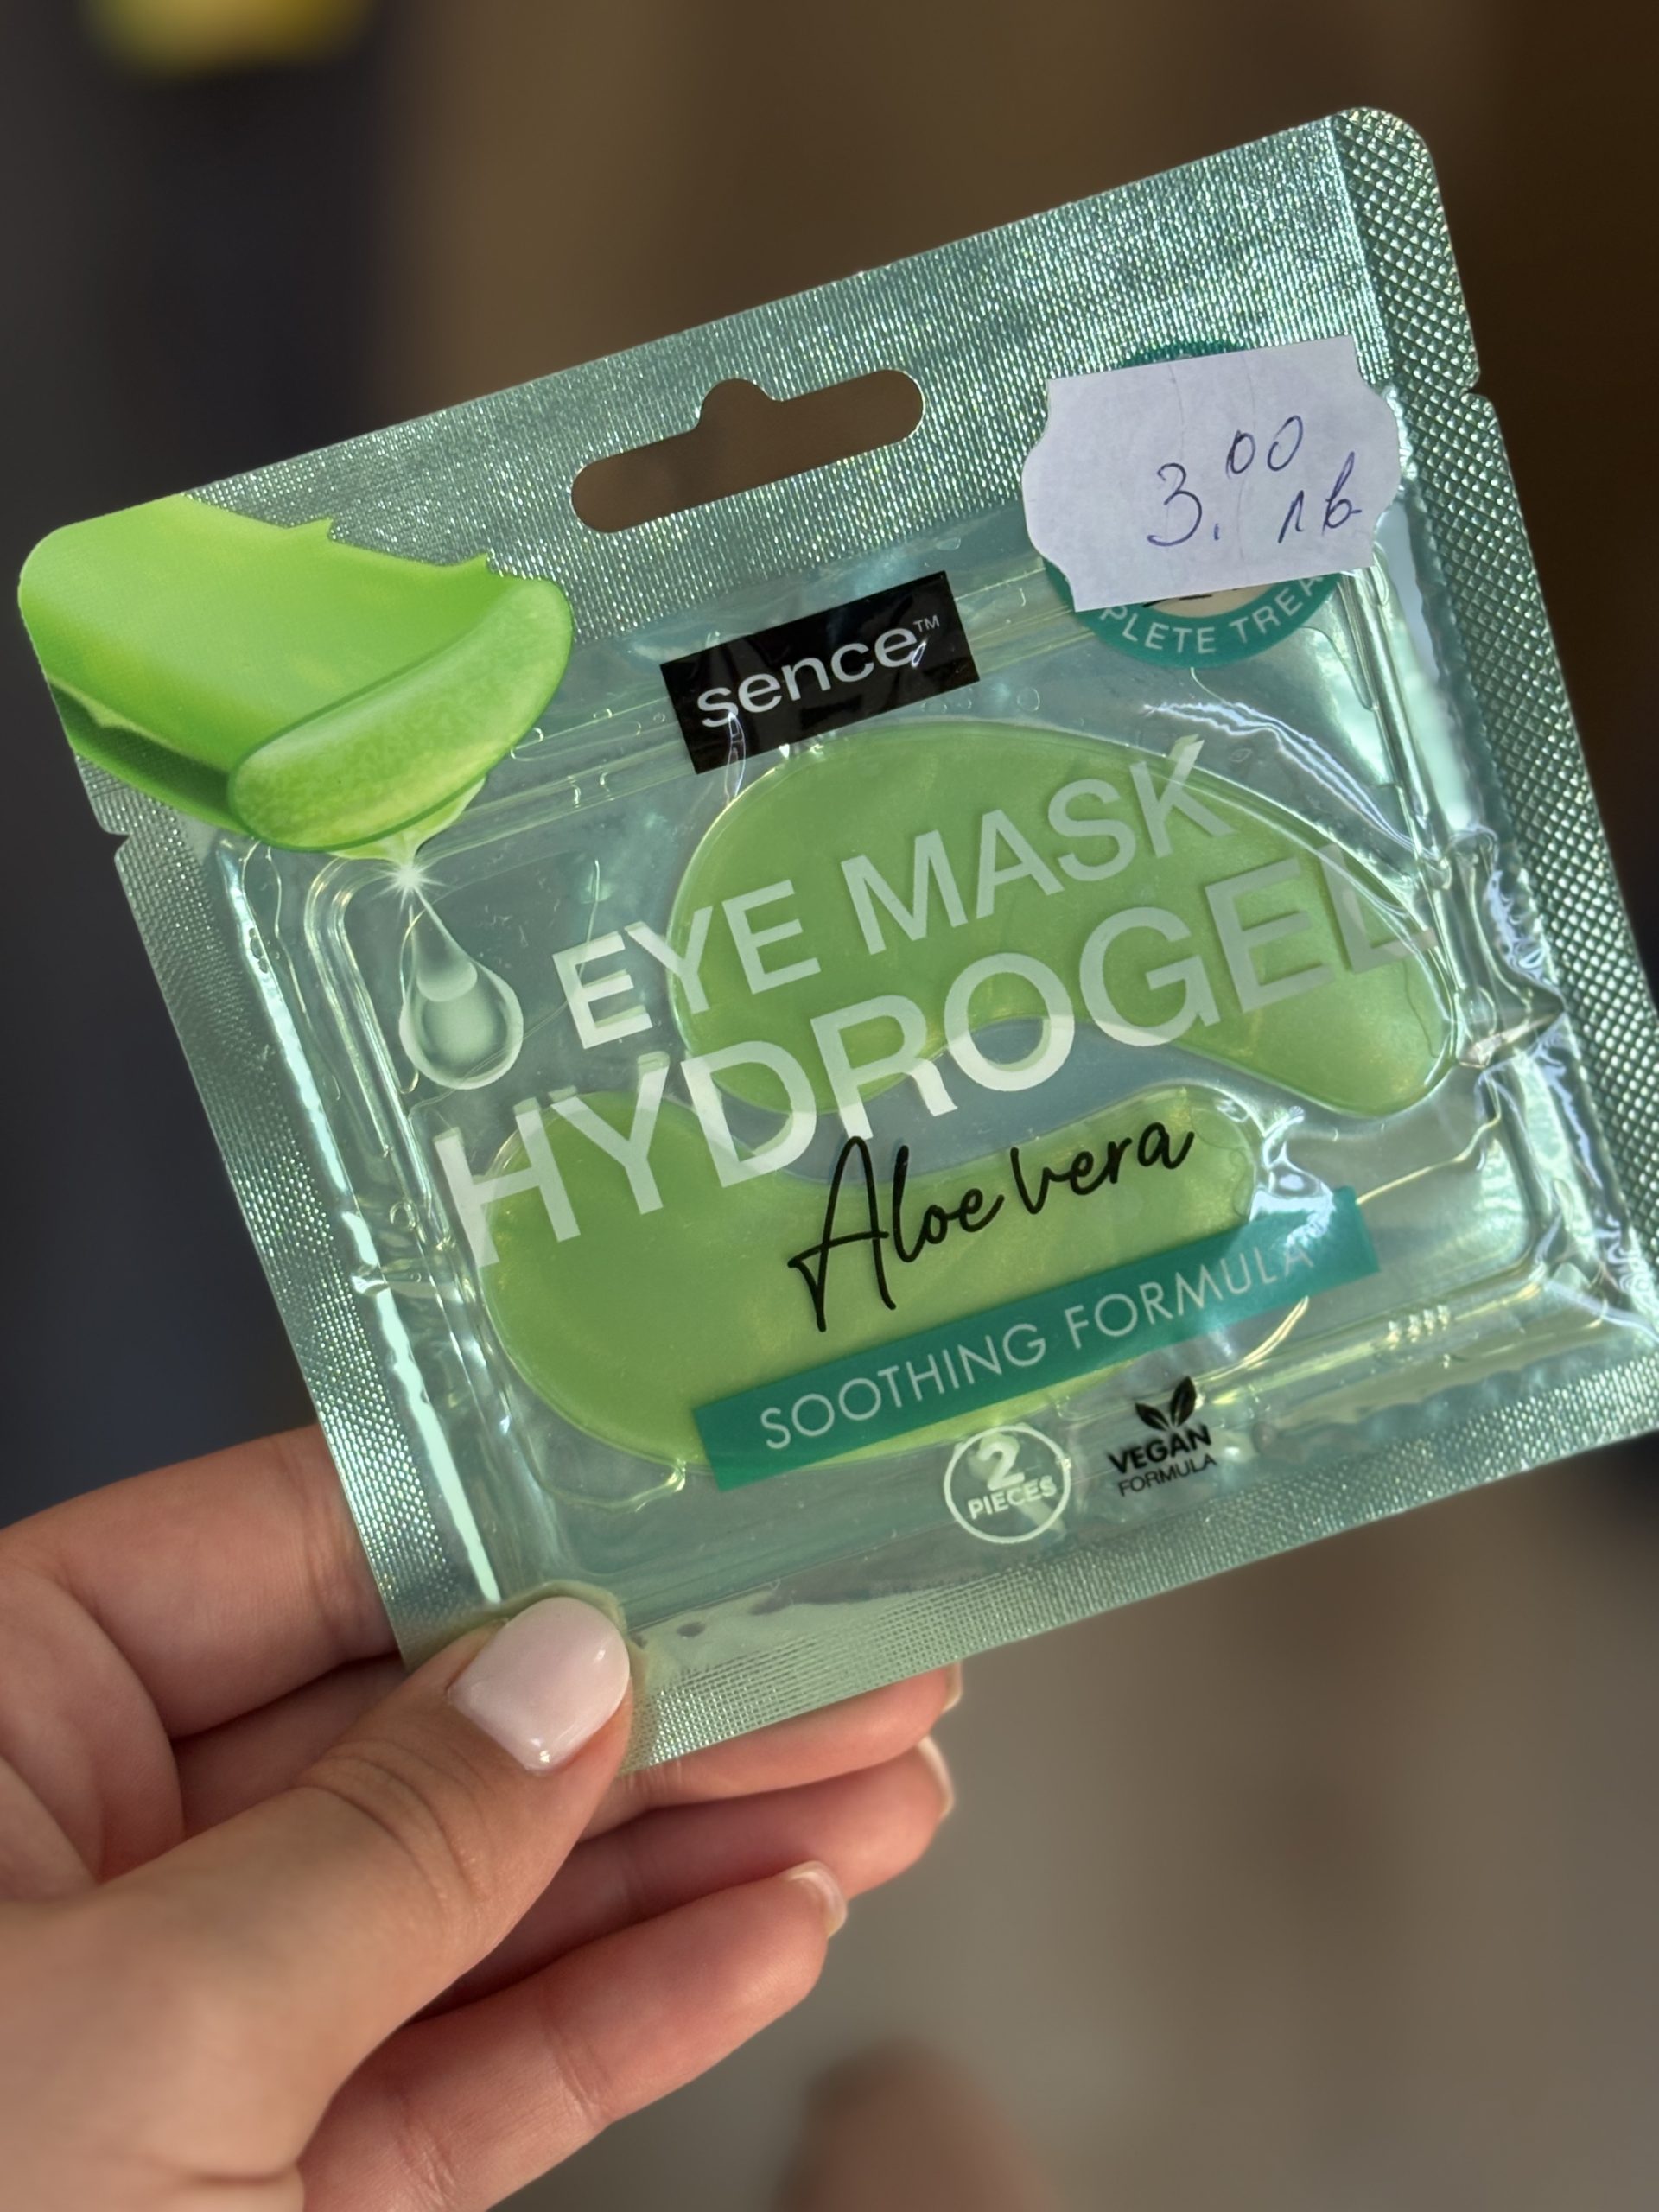 3.00 лв
sence™
PLETE TREA
EYE MASK
HYDROGEL
Aloe vera
SOOTHING FORMULA
2
PIECES
VEGAN
FORMULA